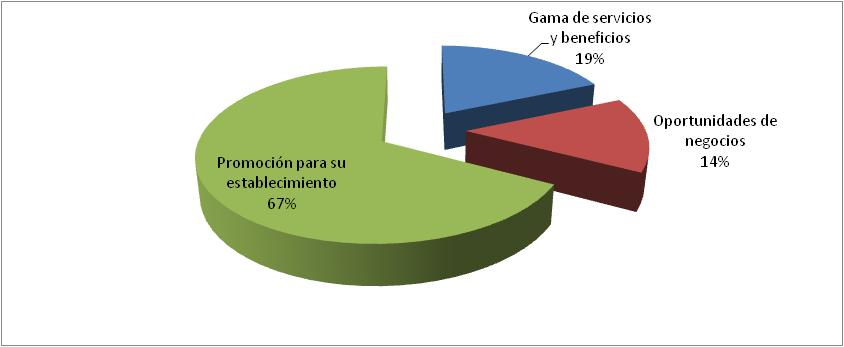 Gama de servicios
y beneficios
19%
Oportunidades de
negocios
14%
Promoción para su
establecimiento
67%